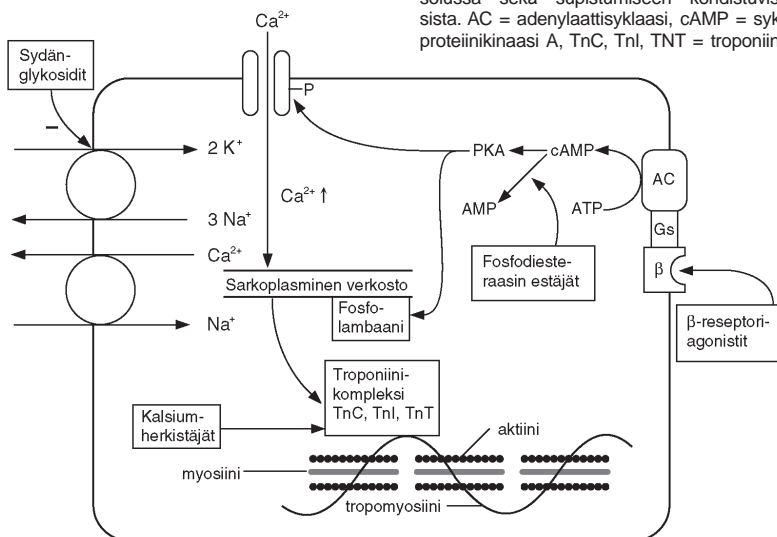 solussa sekä supistumiseen kohdistuvis
sista. AC = adenylaattisyklaasi, cAMP = syk
proteiinikinaasi A, TnC, TnI, TNT = troponiin
Ca²⁺
Sydän-
glykosidit
P
–
2 K⁺
PKA
cAMP
AC
Ca²⁺ ↑
AMP
ATP
3 Na⁺
Gs
Ca²⁺
Fosfodieste-
raasin estäjät
β
Sarkoplasminen verkosto
Fosfo-
lambaani
Na⁺
β-reseptori-
agonistit
Troponiini-
kompleksi
TnC, TnI, TnT
Kalsium-
herkistäjät
aktiini
myosiini
tropomyosiini